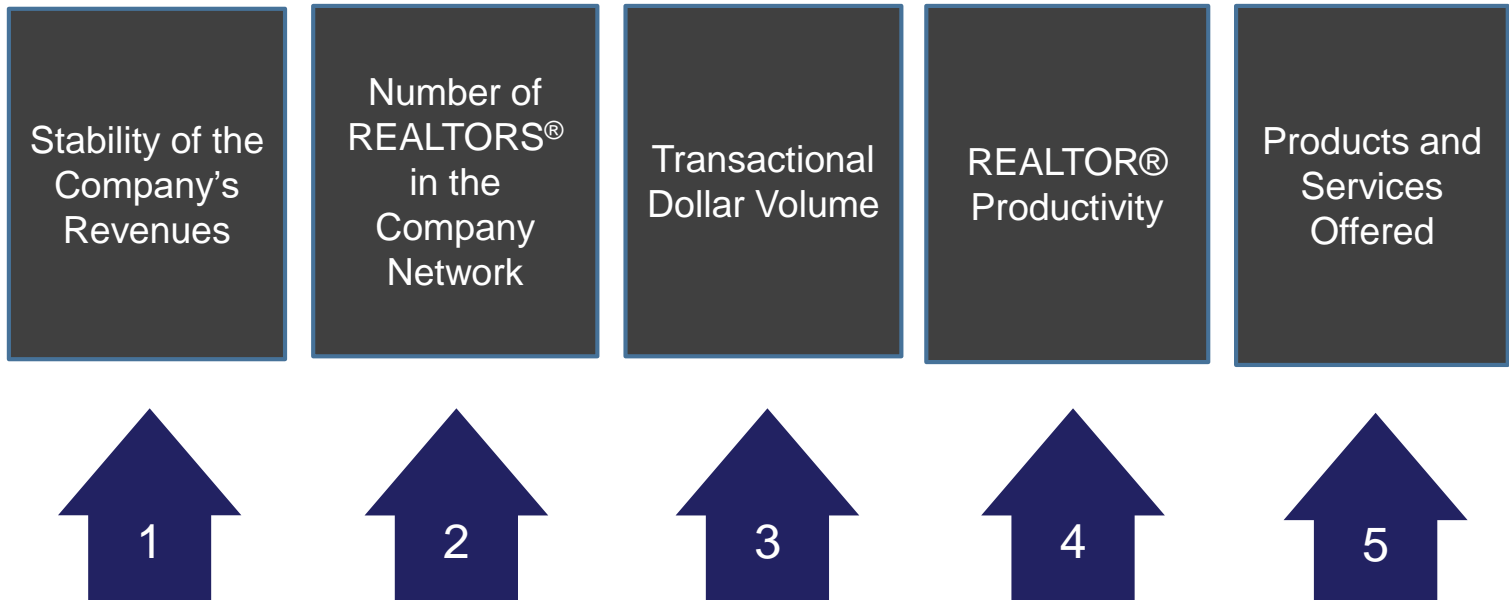 Stability of the
Company’s
Revenues
Number of
REALTORS®
in the
Company
Network
Transactional
Dollar Volume
REALTOR®
Productivity
Products and
Services
Offered
1
2
3
4
5